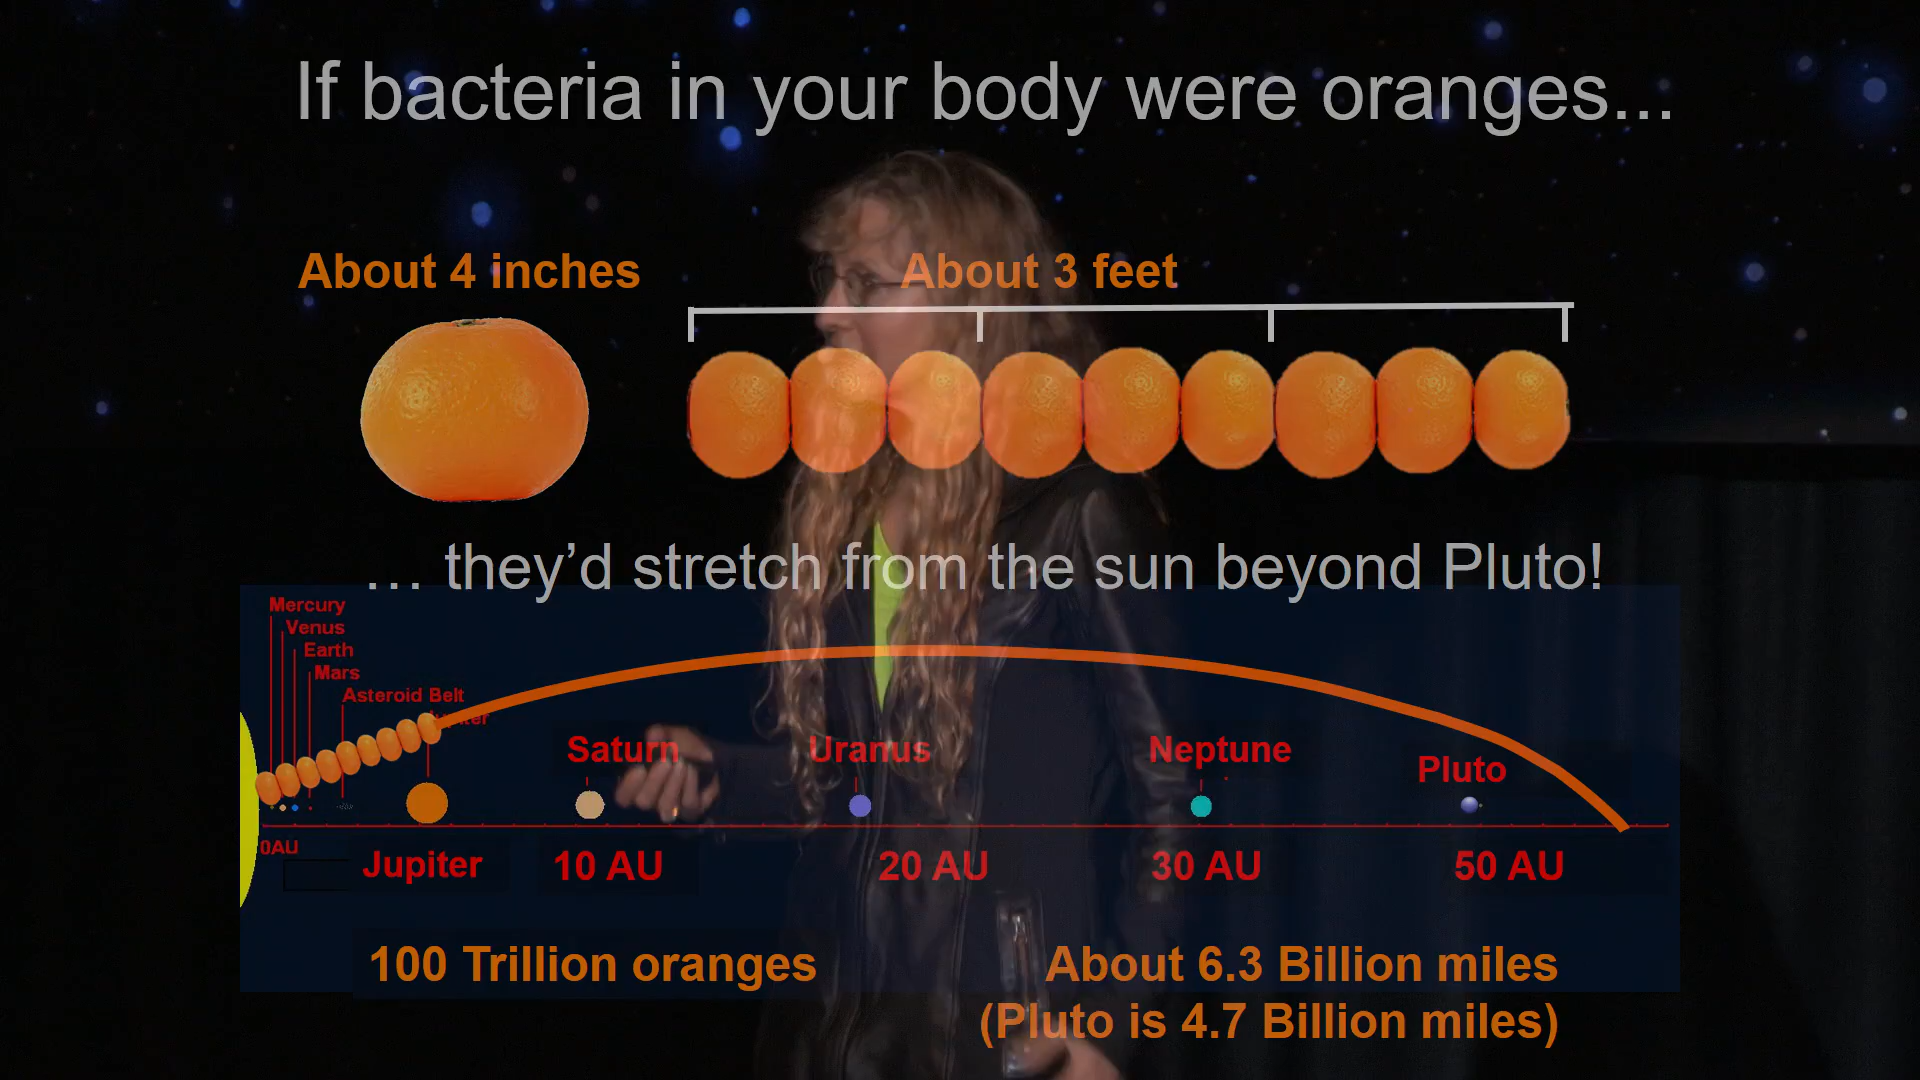 If bacteria in your body were oranges...
About 4 inches
About 3 feet
... they'd stretch from the sun beyond Pluto!
Mercury
Venus
Earth
Mars
Asteroid Belt
Saturn
Uranus
Neptune
Pluto
0AU
Jupiter
10 AU
20 AU
30 AU
50 AU
100 Trillion oranges
About 6.3 Billion miles
(Pluto is 4.7 Billion miles)